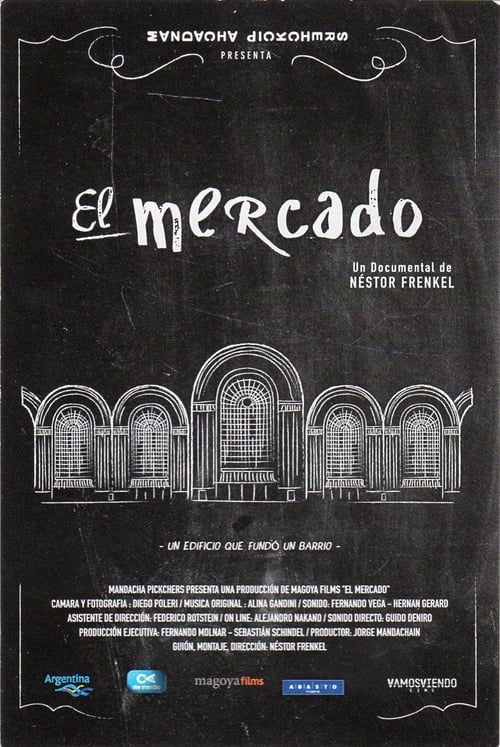 MANDACHA PICKCHERS
PRESENTA
El mercado
Un Documental de
NÉSTOR FRENKEL
- UN EDIFICIO QUE FUNDÓ UN BARRIO -
MANDACHA PICKCHERS PRESENTA UNA PRODUCCIÓN DE MAGOYA FILMS "EL MERCADO"
CAMARA Y FOTOGRAFIA : DIEGO POLERI / MUSICA ORIGINAL : ALINA GANDINI / SONIDO: FERNANDO VEGA - HERNAN GERARD
ASISTENTE DE DIRECCIÓN: FEDERICO ROTSTEIN / ON LINE: ALEJANDRO NAKANO / SONIDO DIRECTO: GUIDO DENIRO
PRODUCCIÓN EJECUTIVA: FERNANDO MOLNAR - SEBASTIÁN SCHINDEL / PRODUCTOR: JORGE MANDACHAIN
GUIÓN, MONTAJE, DIRECCIÓN: NÉSTOR FRENKEL
Argentina
magoyafilms
ABASTO
VAMOSVIENDO
CINE